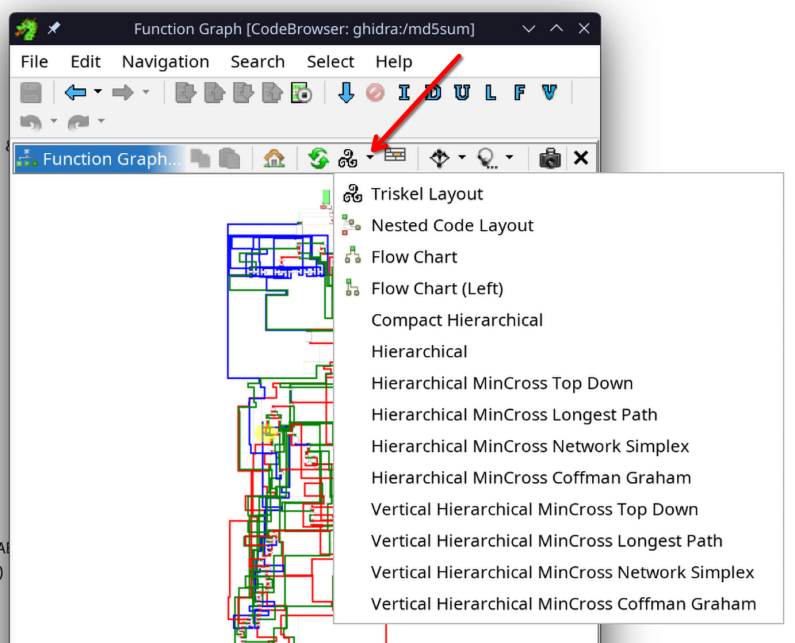 Function Graph [CodeBrowser: ghidra:/md5sum]
File Edit Navigation Search Select Help
I D U L F V
Function Graph...
Triskel Layout
Nested Code Layout
Flow Chart
Flow Chart (Left)
Compact Hierarchical
Hierarchical
Hierarchical MinCross Top Down
Hierarchical MinCross Longest Path
Hierarchical MinCross Network Simplex
Hierarchical MinCross Coffman Graham
Vertical Hierarchical MinCross Top Down
Vertical Hierarchical MinCross Longest Path
Vertical Hierarchical MinCross Network Simplex
Vertical Hierarchical MinCross Coffman Graham